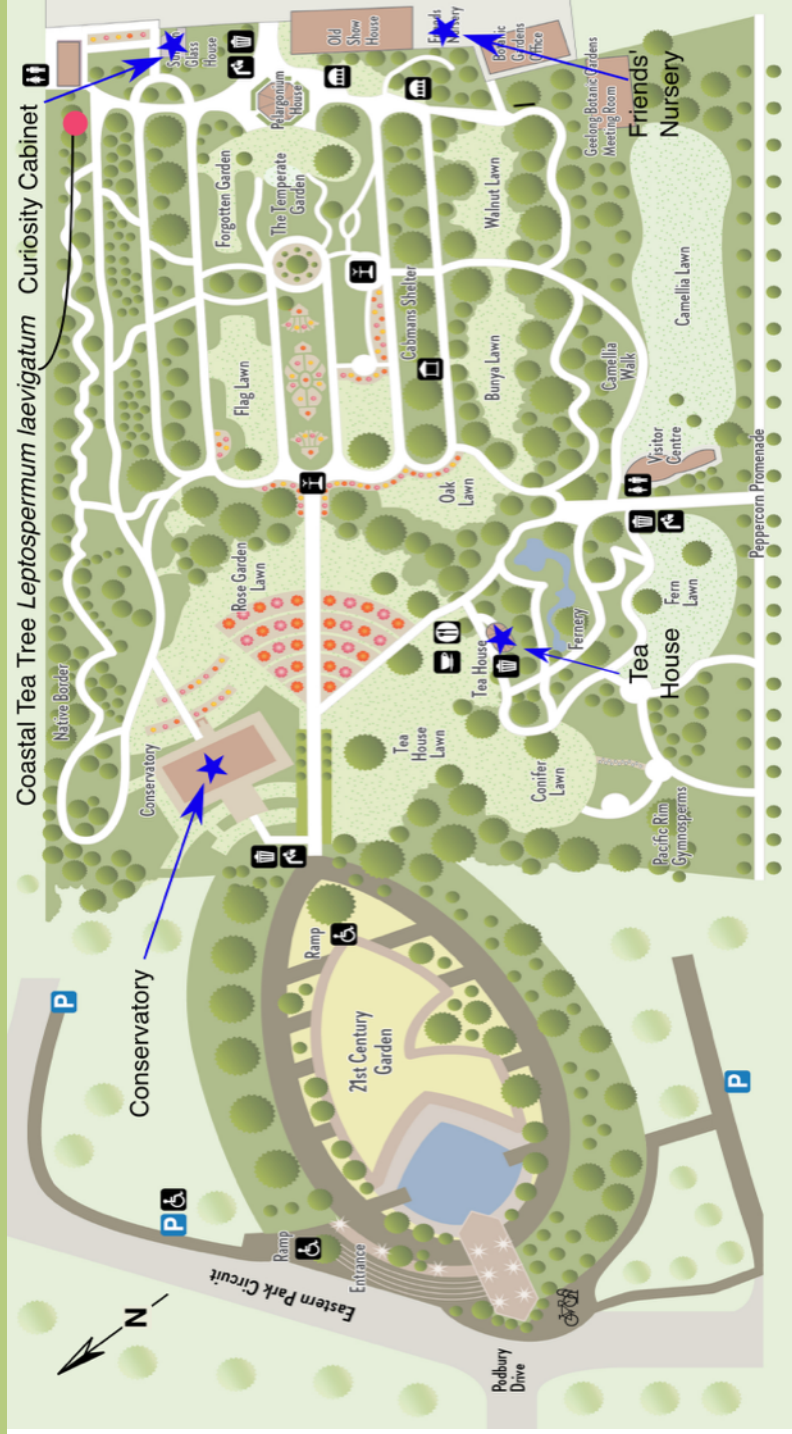 Coastal Tea Tree Leptospermum laevigatum
Curiosity Cabinet
Native Border
Conservatory
Conservatory
Glass
House
P
P
Forgotten Garden
Flag Lawn
Rose Garden
Lawn
The Temperate
Garden
Pelargonium
House
Old
Show
House
Ramp
Ramp
Eastern Park Circuit
N
Entrance
21st Century
Garden
Tea
House
Lawn
Cabmans Shelter
Oak
Lawn
Bunya Lawn
Walnut Lawn
Tea House
Conifer
Lawn
Fernery
Camellia
Walk
Gardens
Geelong Botanic Gardens
Meeting Room
Friends'
Nursery
Tea
House
Podbury
Drive
Pacific Rim
Gymnosperms
Fern
Lawn
Visitor
Centre
Camellia Lawn
P
Peppercorn Promenade